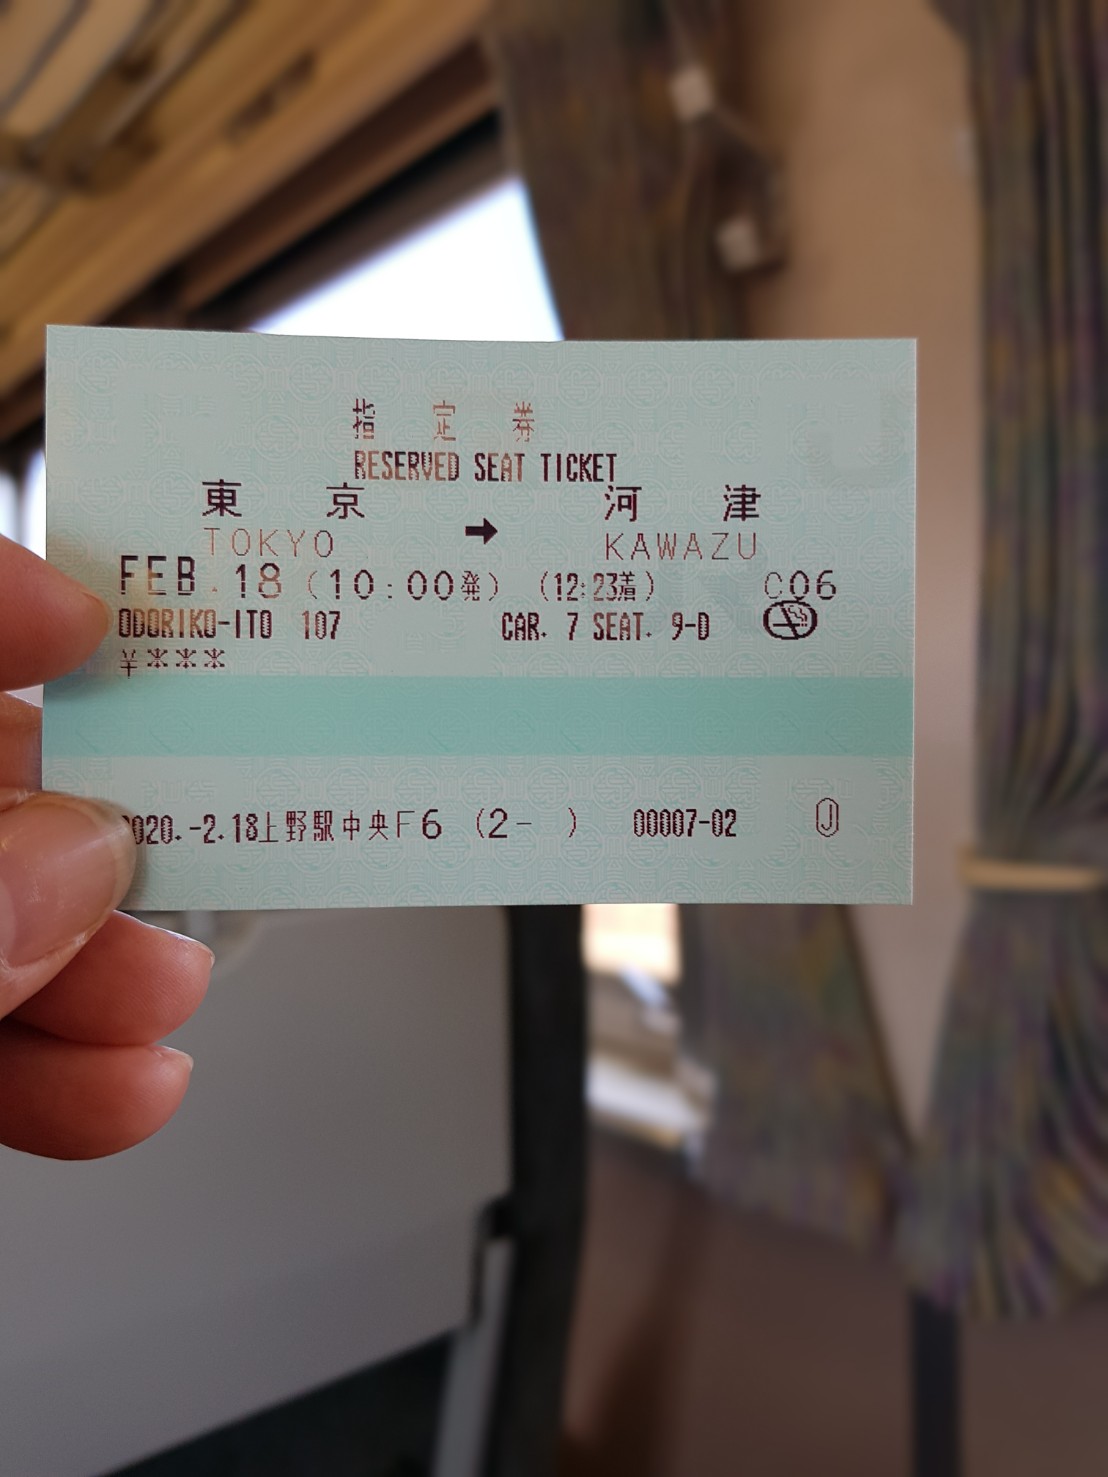 指定券
RESERVED SEAT TICKET
東京 ➡ 河津
TOKYO KAWAZU
FEB.18 (10:00発) (12:23着) C06
ODORIKO-ITO 107 CAR. 7 SEAT. 9-D
¥***
020.-2.18上野駅中央F6 (2- ) 00007-02 Ⓙ